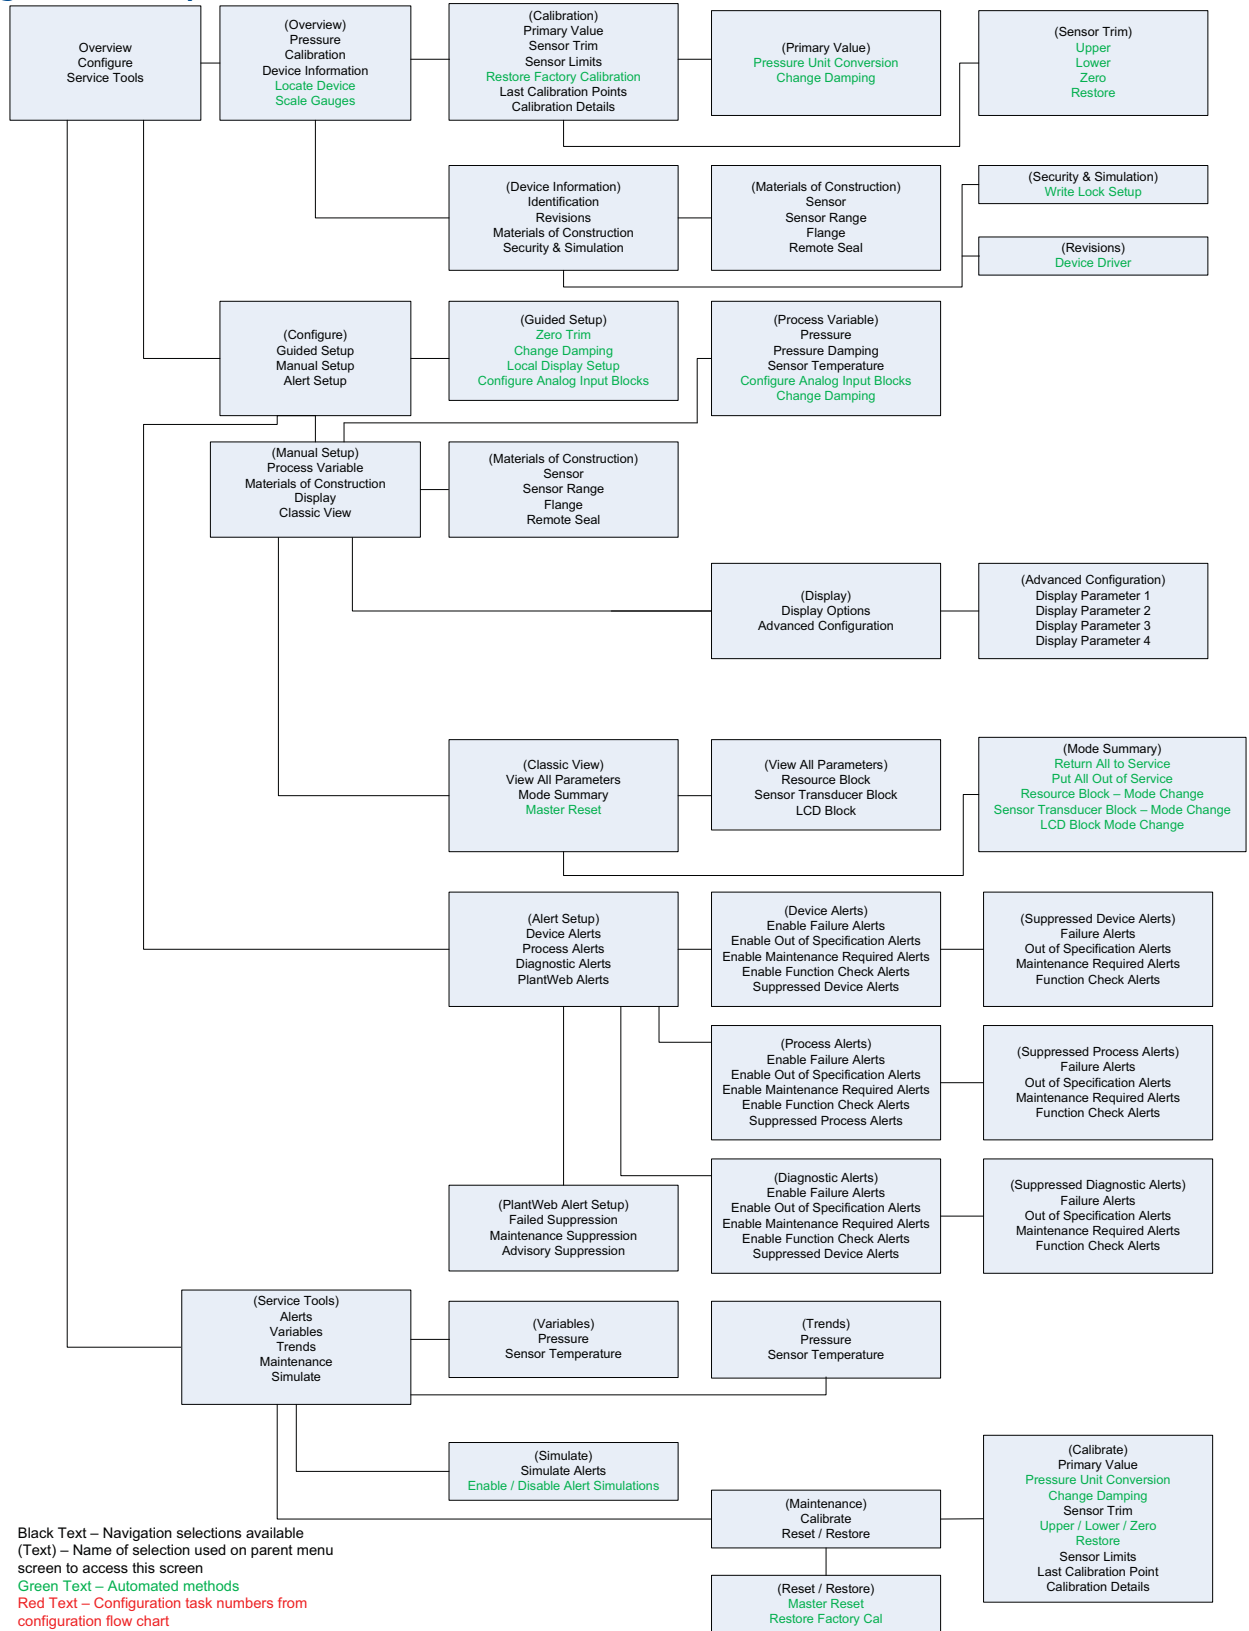 Overview
Configure
Service Tools
(Overview)
Pressure
Calibration
Device Information
Locate Device
Scale Gauges
(Calibration)
Primary Value
Sensor Trim
Sensor Limits
Restore Factory Calibration
Last Calibration Points
Calibration Details
(Primary Value)
Pressure Unit Conversion
Change Damping
(Sensor Trim)
Upper
Lower
Zero
Restore
(Device Information)
Identification
Revisions
Materials of Construction
Security & Simulation
(Materials of Construction)
Sensor
Sensor Range
Flange
Remote Seal
(Security & Simulation)
Write Lock Setup
(Revisions)
Device Driver
(Configure)
Guided Setup
Manual Setup
Alert Setup
(Guided Setup)
Zero Trim
Change Damping
Local Display Setup
Configure Analog Input Blocks
(Process Variable)
Pressure
Pressure Damping
Sensor Temperature
Configure Analog Input Blocks
Change Damping
(Manual Setup)
Process Variable
Materials of Construction
Display
Classic View
(Materials of Construction)
Sensor
Sensor Range
Flange
Remote Seal
(Display)
Display Options
Advanced Configuration
(Advanced Configuration)
Display Parameter 1
Display Parameter 2
Display Parameter 3
Display Parameter 4
(Classic View)
View All Parameters
Mode Summary
Master Reset
(View All Parameters)
Resource Block
Sensor Transducer Block
LCD Block
(Mode Summary)
Return All to Service
Put All Out of Service
Resource Block – Mode Change
Sensor Transducer Block – Mode Change
LCD Block Mode Change
(Alert Setup)
Device Alerts
Process Alerts
Diagnostic Alerts
PlantWeb Alerts
(Device Alerts)
Enable Failure Alerts
Enable Out of Specification Alerts
Enable Maintenance Required Alerts
Enable Function Check Alerts
Suppressed Device Alerts
(Suppressed Device Alerts)
Failure Alerts
Out of Specification Alerts
Maintenance Required Alerts
Function Check Alerts
(Process Alerts)
Enable Failure Alerts
Enable Out of Specification Alerts
Enable Maintenance Required Alerts
Enable Function Check Alerts
Suppressed Process Alerts
(Suppressed Process Alerts)
Failure Alerts
Out of Specification Alerts
Maintenance Required Alerts
Function Check Alerts
(PlantWeb Alert Setup)
Failed Suppression
Maintenance Suppression
Advisory Suppression
(Diagnostic Alerts)
Enable Failure Alerts
Enable Out of Specification Alerts
Enable Maintenance Required Alerts
Enable Function Check Alerts
Suppressed Device Alerts
(Suppressed Diagnostic Alerts)
Failure Alerts
Out of Specification Alerts
Maintenance Required Alerts
Function Check Alerts
(Service Tools)
Alerts
Variables
Trends
Maintenance
Simulate
(Variables)
Pressure
Sensor Temperature
(Trends)
Pressure
Sensor Temperature
(Simulate)
Simulate Alerts
Enable / Disable Alert Simulations
(Maintenance)
Calibrate
Reset / Restore
(Calibrate)
Primary Value
Pressure Unit Conversion
Change Damping
Sensor Trim
Upper / Lower / Zero
Restore
Sensor Limits
Last Calibration Point
Calibration Details
(Reset / Restore)
Master Reset
Restore Factory Cal
Black Text – Navigation selections available
(Text) – Name of selection used on parent menu
screen to access this screen
Green Text – Automated methods
Red Text – Configuration task numbers from
configuration flow chart